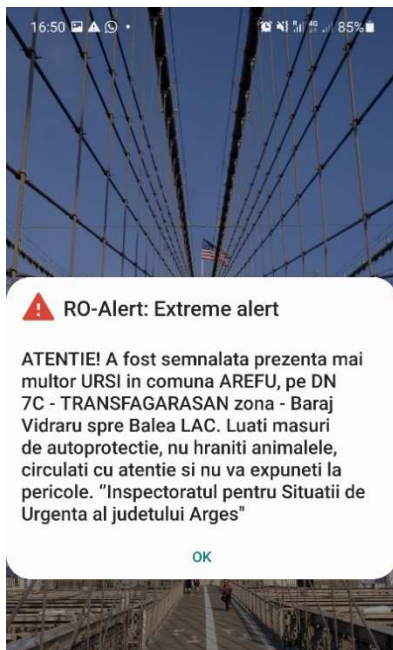 16:50 85%
RO-Alert: Extreme alert
ATENTIE! A fost semnalata prezenta mai
multor URSI in comuna AREFU, pe DN
7C - TRANSFAGARASAN zona - Baraj
Vidraru spre Balea LAC. Luati masuri
de autoprotectie, nu hraniti animalele,
circulati cu atentie si nu va expuneti la
pericole. "Inspectoratul pentru Situatii de
Urgenta al judetului Arges"
OK